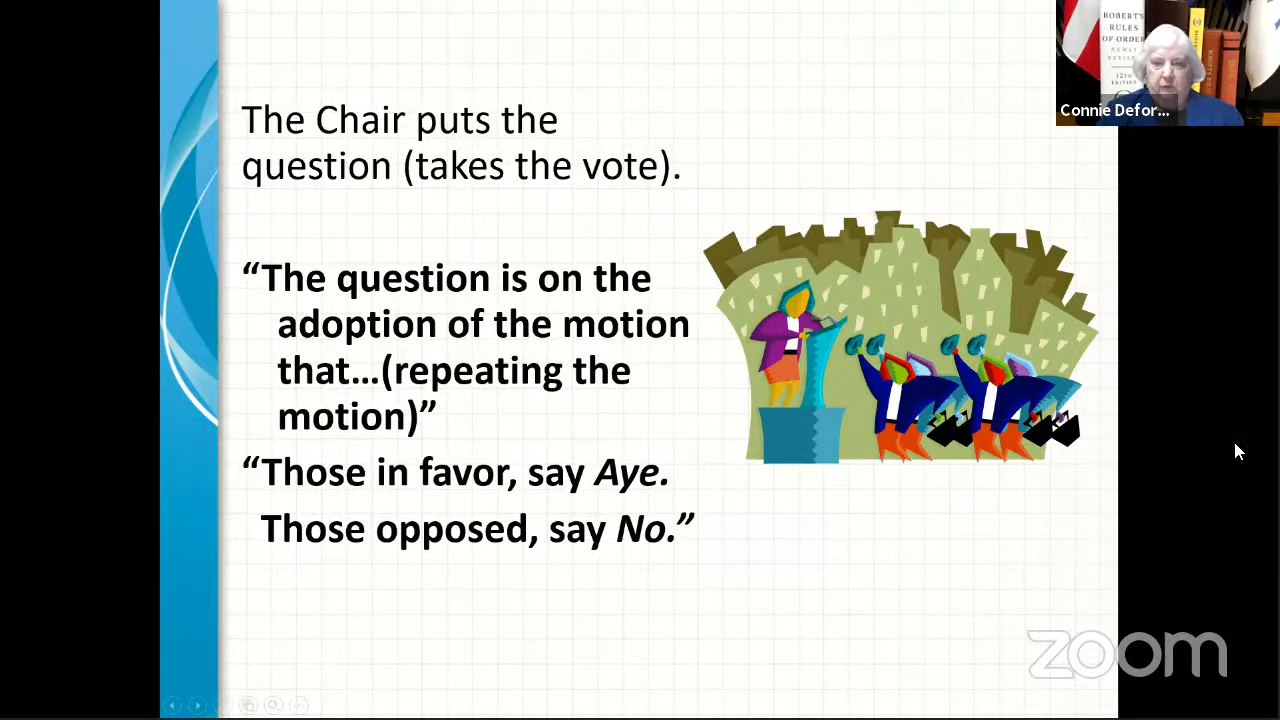 The Chair puts the
question (takes the vote).
“The question is on the
adoption of the motion
that...(repeating the
motion)”
“Those in favor, say Aye.
Those opposed, say No.”
ROBERT'S
RULES
OF ORDER
NEWLY
REVISED
12TH
EDITION
Connie Defor...
zoom